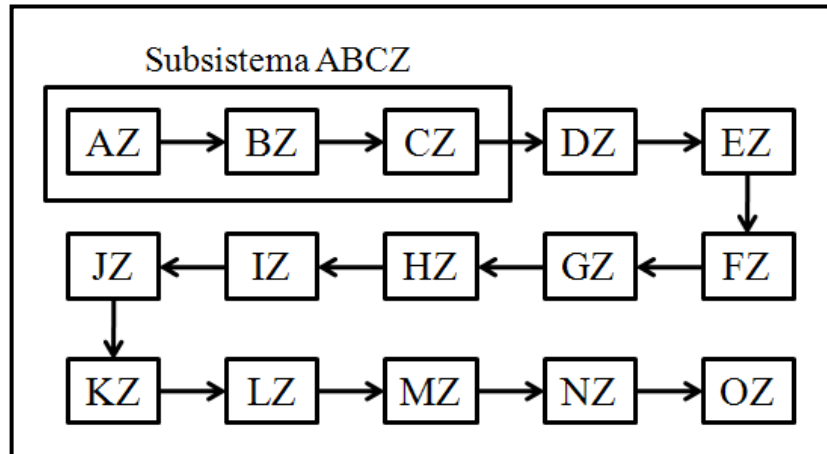 Subsistema ABCZ
AZ BZ CZ DZ EZ
JZ IZ HZ GZ FZ
KZ LZ MZ NZ OZ